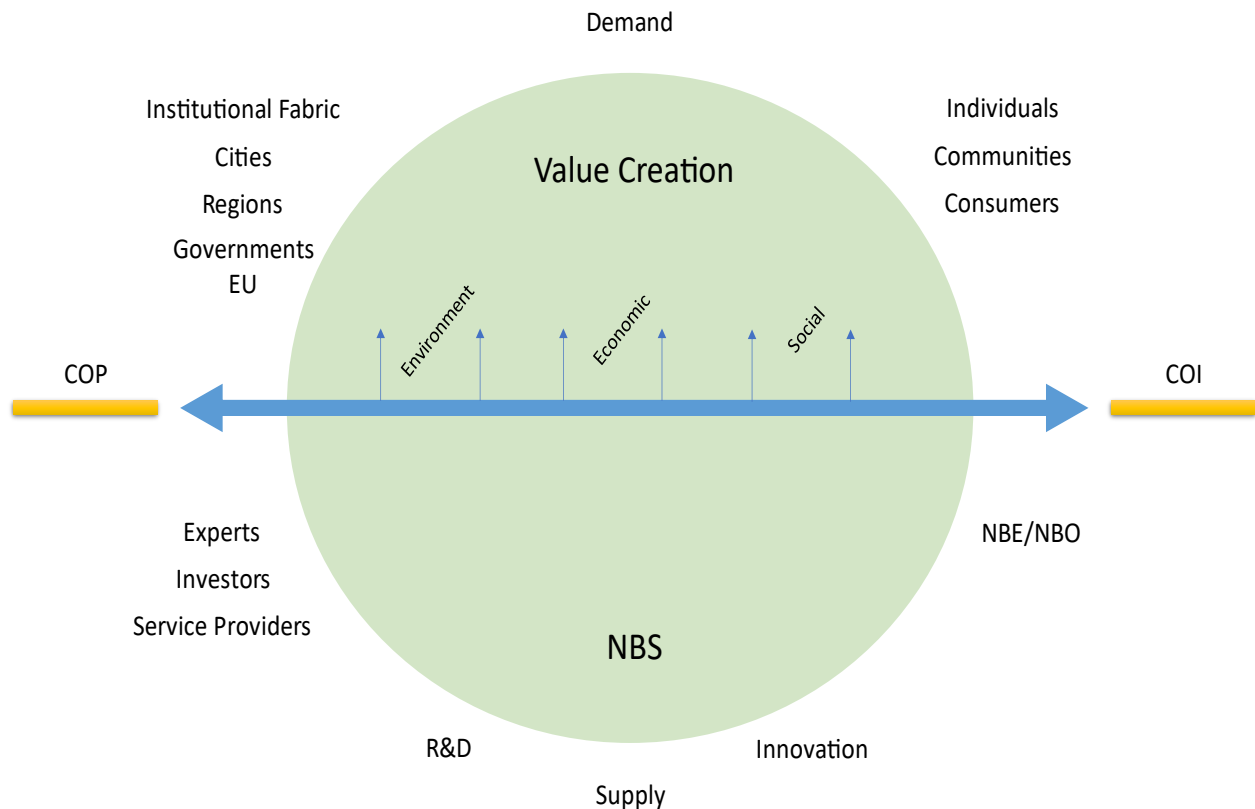 Demand
Institutional Fabric
Cities
Regions
Governments
EU
Individuals
Communities
Consumers
Value Creation
Environment
Economic
Social
COP
COI
Experts
Investors
Service Providers
NBE/NBO
NBS
R&D
Innovation
Supply